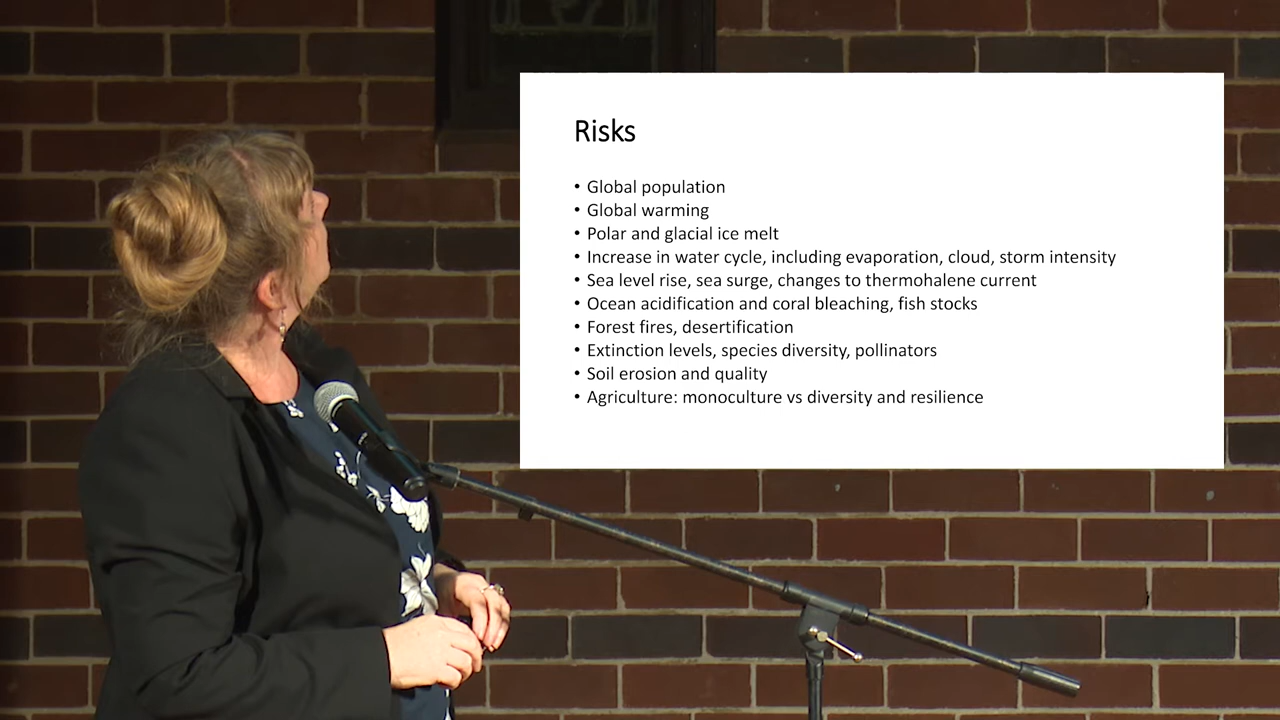 Risks
• Global population
• Global warming
• Polar and glacial ice melt
• Increase in water cycle, including evaporation, cloud, storm intensity
• Sea level rise, sea surge, changes to thermohalene current
• Ocean acidification and coral bleaching, fish stocks
• Forest fires, desertification
• Extinction levels, species diversity, pollinators
• Soil erosion and quality
• Agriculture: monoculture vs diversity and resilience